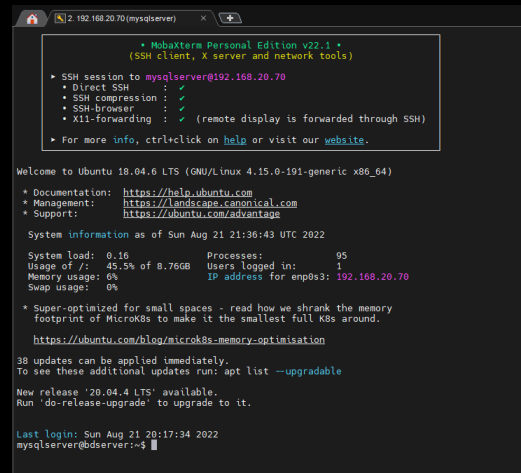 2. 192.168.20.70 (mysqlserver)
• MobaXterm Personal Edition v22.1 •
(SSH client, X server and network tools)
► SSH session to mysqlserver@192.168.20.70
• Direct SSH : ✔
• SSH compression : ✔
• SSH-browser : ✔
• X11-forwarding : ✔ (remote display is forwarded through SSH)
► For more info, ctrl+click on help or visit our website.
Welcome to Ubuntu 18.04.6 LTS (GNU/Linux 4.15.0-191-generic x86_64)
* Documentation: https://help.ubuntu.com
* Management: https://landscape.canonical.com
* Support: https://ubuntu.com/advantage
System information as of Sun Aug 21 21:36:43 UTC 2022
System load: 0.16 Processes: 95
Usage of /: 45.5% of 8.76GB Users logged in: 1
Memory usage: 6% IP address for enp0s3: 192.168.20.70
Swap usage: 0%
* Super-optimized for small spaces - read how we shrank the memory
footprint of MicroK8s to make it the smallest full K8s around.
https://ubuntu.com/blog/microk8s-memory-optimisation
38 updates can be applied immediately.
To see these additional updates run: apt list --upgradable
New release '20.04.4 LTS' available.
Run 'do-release-upgrade' to upgrade to it.
Last login: Sun Aug 21 20:17:34 2022
mysqlserver@bdserver:~$